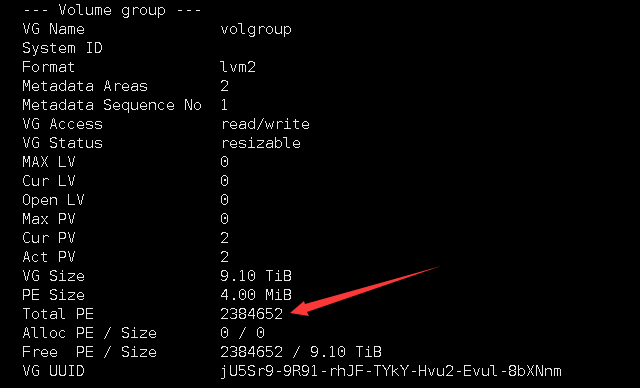 --- Volume group ---
VG Name volgroup
System ID
Format lvm2
Metadata Areas 2
Metadata Sequence No 1
VG Access read/write
VG Status resizable
MAX LV 0
Cur LV 0
Open LV 0
Max PV 0
Cur PV 2
Act PV 2
VG Size 9.10 TiB
PE Size 4.00 MiB
Total PE 2384652
Alloc PE / Size 0 / 0
Free PE / Size 2384652 / 9.10 TiB
VG UUID jU5Sr9-9R91-rhJF-TYkY-Hvu2-Evul-8bXNnm